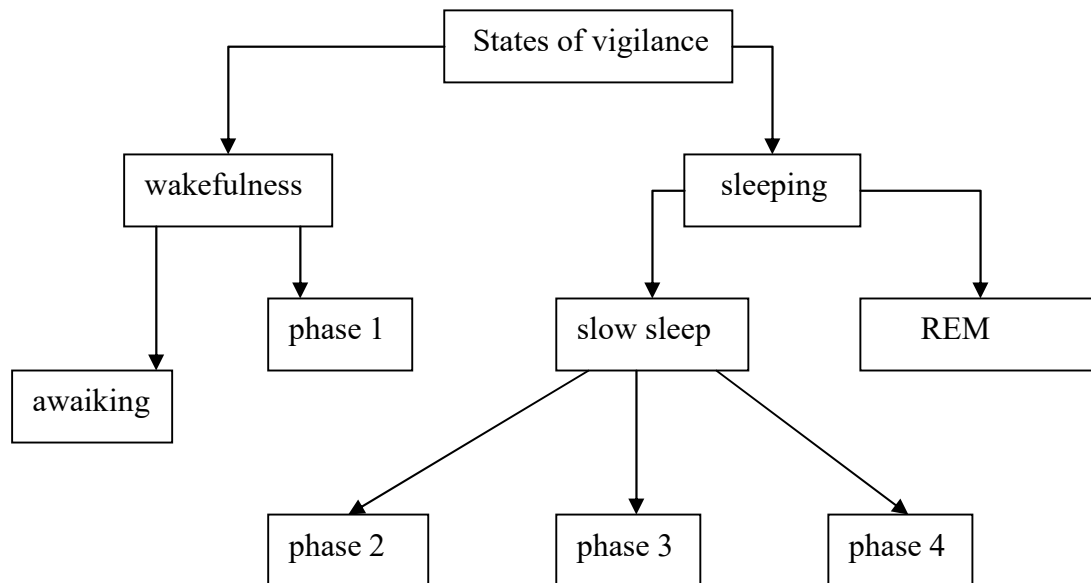 States of vigilance
wakefulness
sleeping
phase 1
slow sleep
REM
awaiking
phase 2
phase 3
phase 4